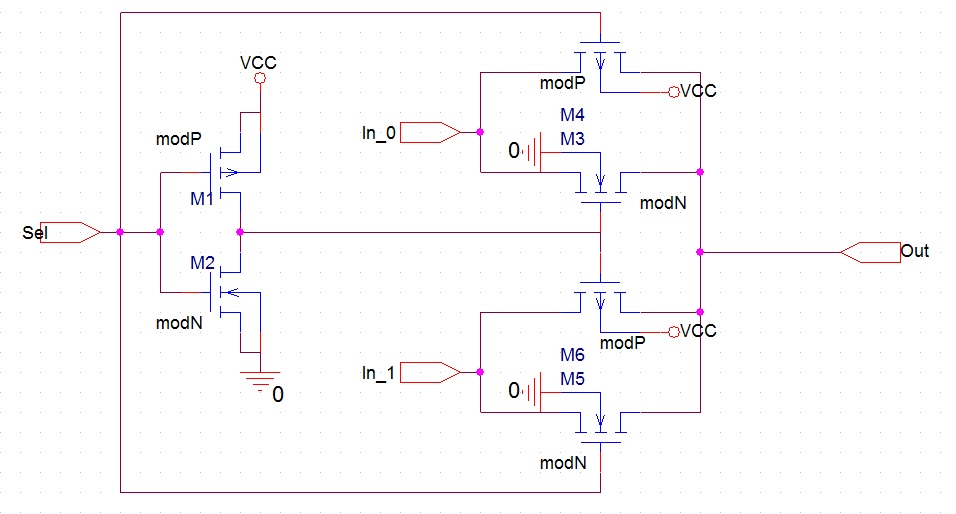 VCC
modP
M1
Sel
M2
modN
0
In_0
modP
VCC
M4
M3
0
modN
Out
In_1
VCC
modP
M6
M5
0
modN